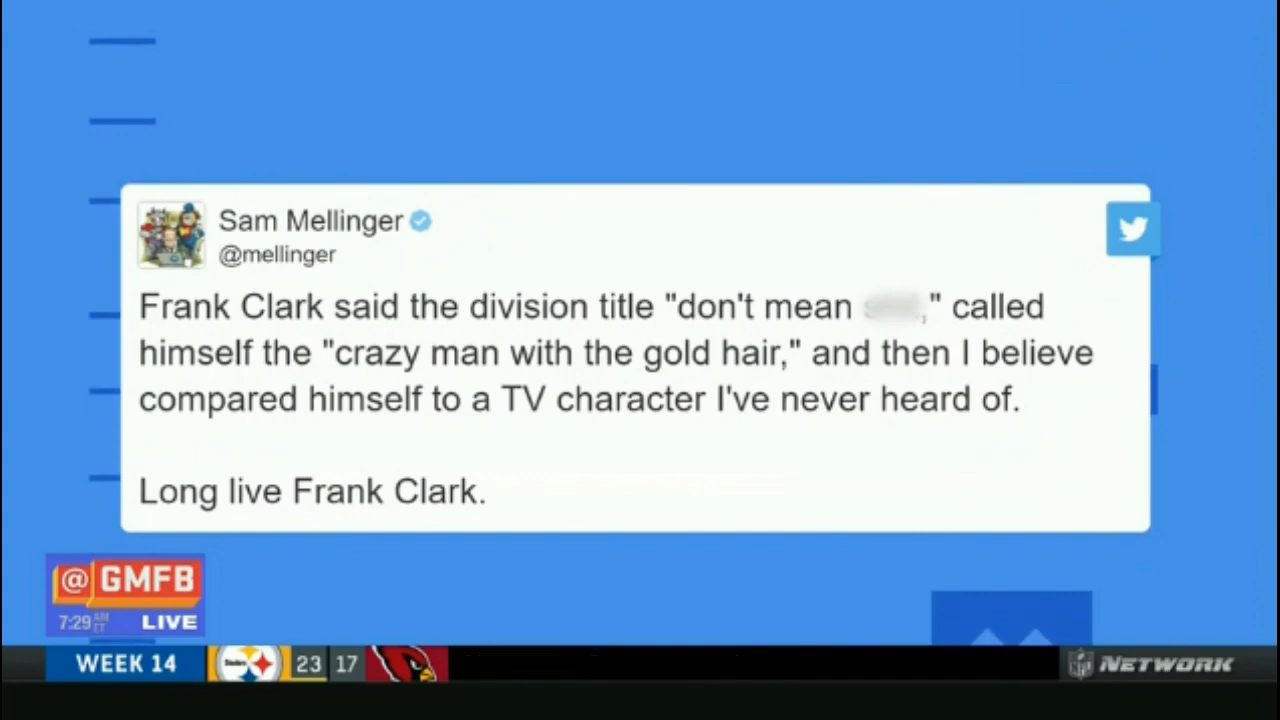 Sam Mellinger
@mellinger
Frank Clark said the division title "don't mean ," called
himself the "crazy man with the gold hair," and then I believe
compared himself to a TV character I've never heard of.
Long live Frank Clark.
@GMFB
7:29 AM ET LIVE
WEEK 14 Steelers 23 17 NFL NETWORK